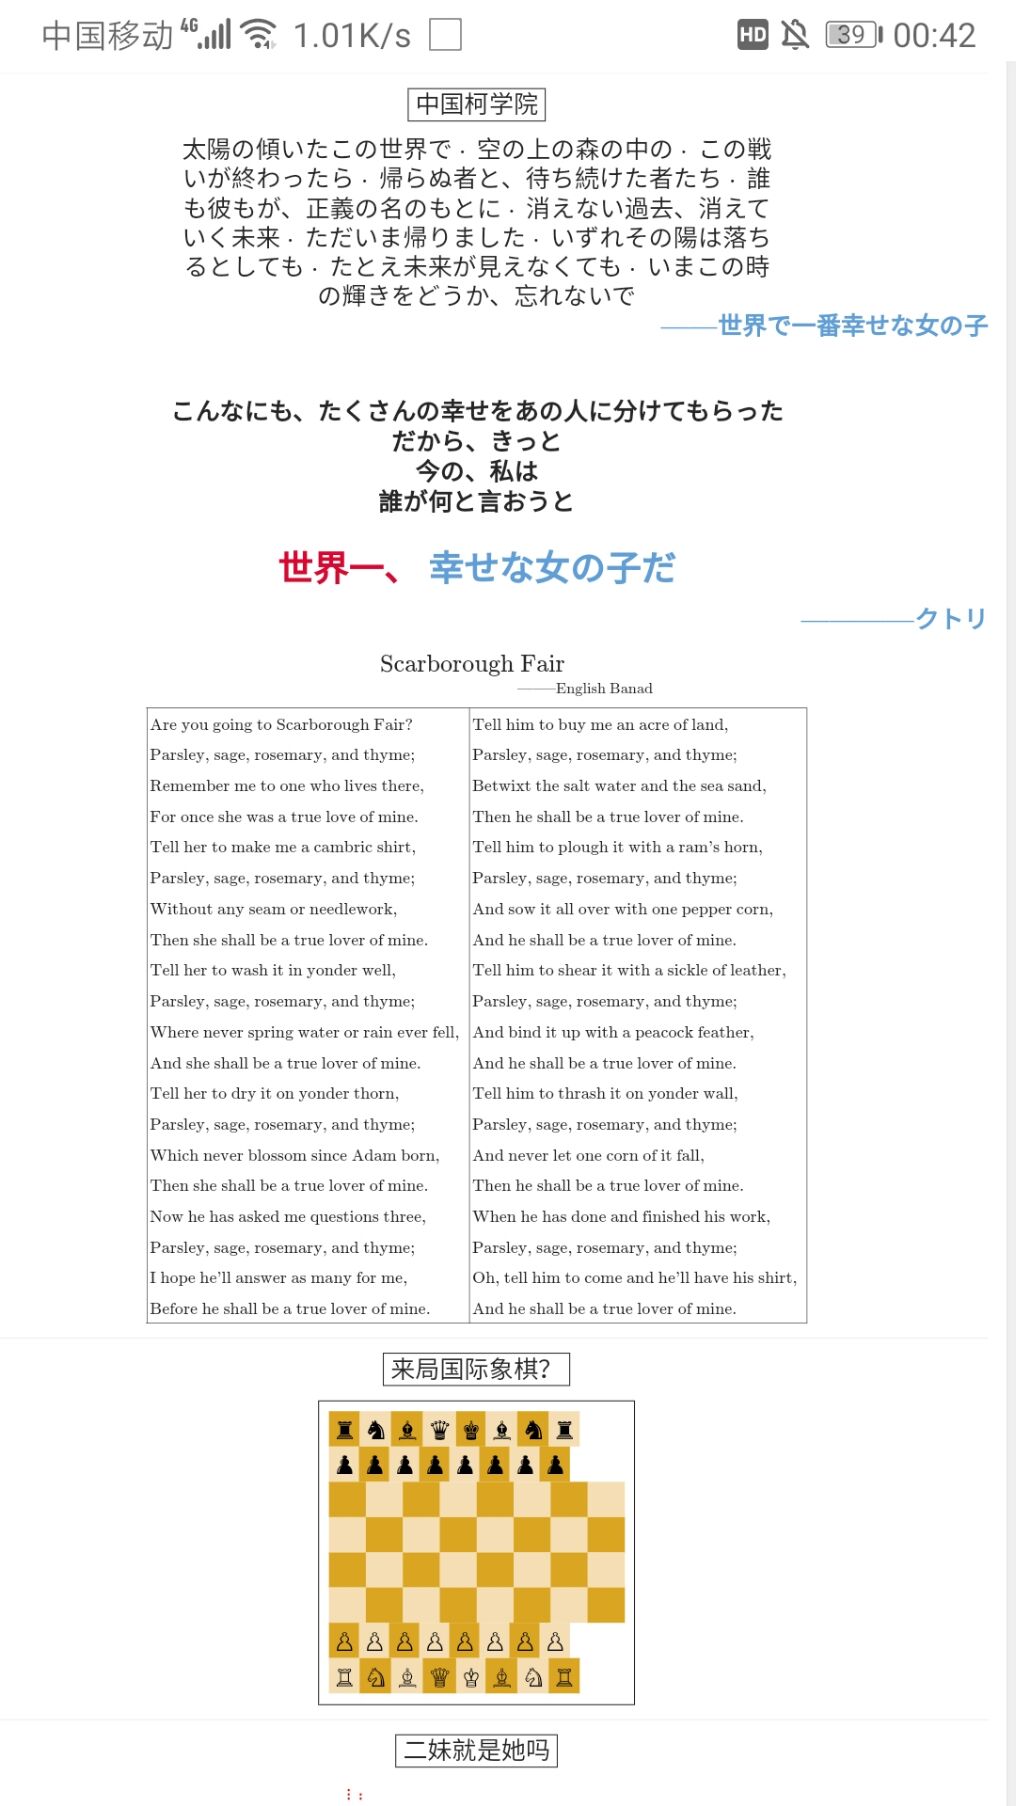 中国移动 4G 1.01K/s HD 39 00:42
中国柯学院
太陽の傾いたこの世界で · 空の上の森の中の · この戦
いが終わったら · 帰らぬ者と、待ち続けた者たち · 誰
も彼もが、正義の名のもとに · 消えない過去、消えて
いく未来 · ただいま帰りました · いずれその陽は落ち
るとしても · たとえ未来が見えなくても · いまこの時
の輝きをどうか、忘れないで
——世界で一番幸せな女の子
こんなにも、たくさんの幸せをあの人に分けてもらった
だから、きっと
今の、私は
誰が何と言おうと
世界一、 幸せな女の子だ
————クトリ
Scarborough Fair
——English Banad
Are you going to Scarborough Fair?
Parsley, sage, rosemary, and thyme;
Remember me to one who lives there,
For once she was a true love of mine.
Tell her to make me a cambric shirt,
Parsley, sage, rosemary, and thyme;
Without any seam or needlework,
Then she shall be a true lover of mine.
Tell her to wash it in yonder well,
Parsley, sage, rosemary, and thyme;
Where never spring water or rain ever fell,
And she shall be a true lover of mine.
Tell her to dry it on yonder thorn,
Parsley, sage, rosemary, and thyme;
Which never blossom since Adam born,
Then she shall be a true lover of mine.
Now he has asked me questions three,
Parsley, sage, rosemary, and thyme;
I hope he'll answer as many for me,
Before he shall be a true lover of mine.
Tell him to buy me an acre of land,
Parsley, sage, rosemary, and thyme;
Betwixt the salt water and the sea sand,
Then he shall be a true lover of mine.
Tell him to plough it with a ram's horn,
Parsley, sage, rosemary, and thyme;
And sow it all over with one pepper corn,
And he shall be a true lover of mine.
Tell him to shear it with a sickle of leather,
Parsley, sage, rosemary, and thyme;
And bind it up with a peacock feather,
And he shall be a true lover of mine.
Tell him to thrash it on yonder wall,
Parsley, sage, rosemary, and thyme;
And never let one corn of it fall,
Then he shall be a true lover of mine.
When he has done and finished his work,
Parsley, sage, rosemary, and thyme;
Oh, tell him to come and he'll have his shirt,
And he shall be a true lover of mine.
来局国际象棋?
二妹就是她吗